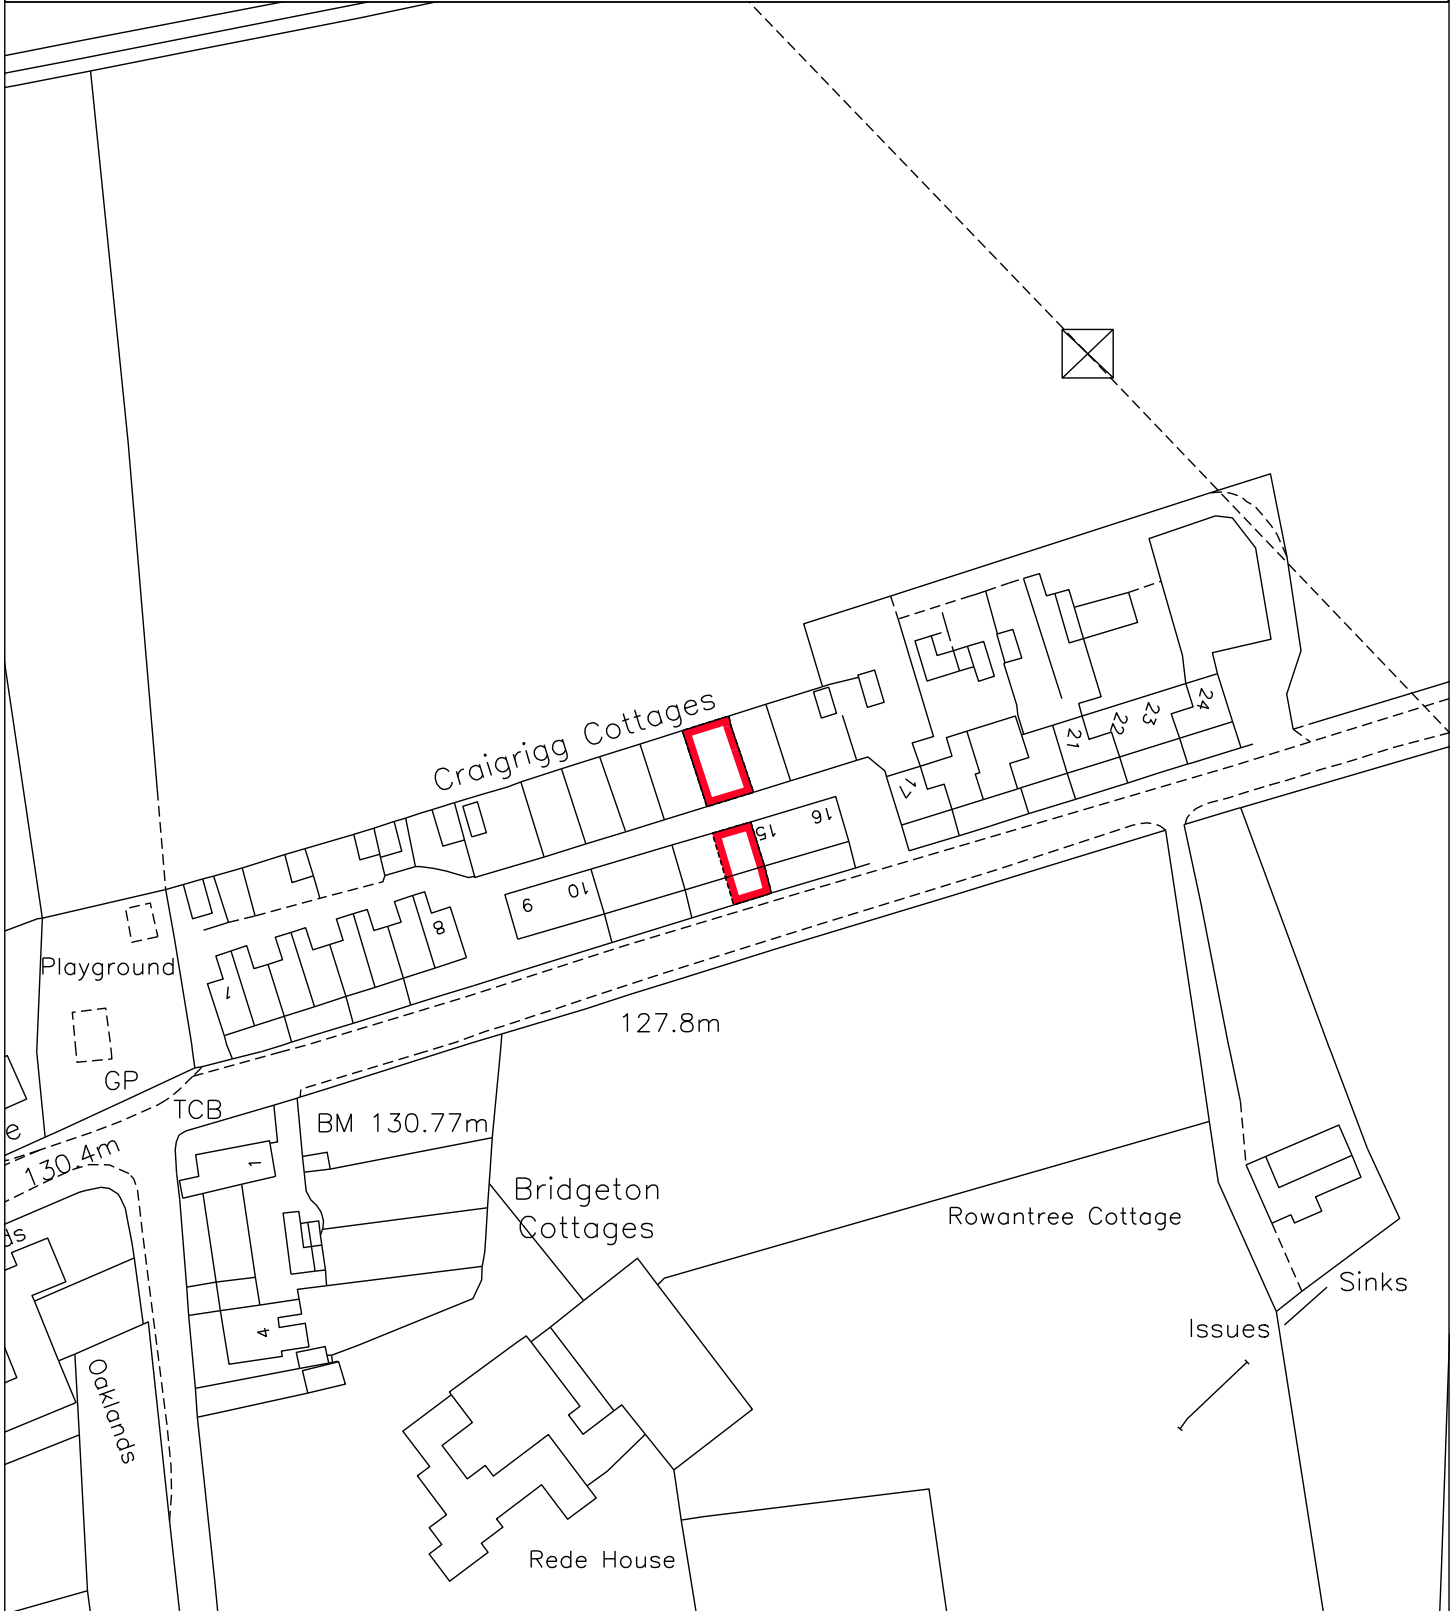 Craigrigg Cottages
24
23
22
21
17
16
15
10
9
8
1
Playground
GP
TCB
127.8m
BM 130.77m
130.4m
e
ds
1
4
Bridgeton
Cottages
Rowantree Cottage
Sinks
Issues
Oaklands
Rede House